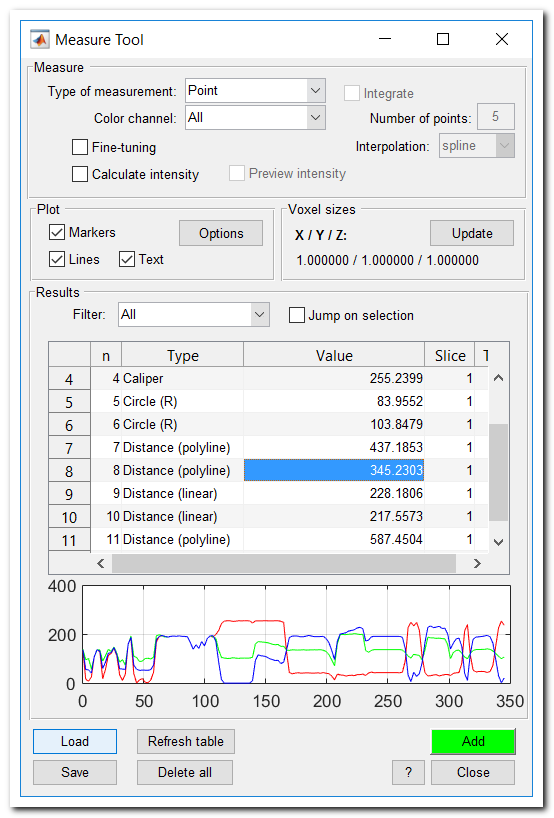 Measure Tool
Measure
Type of measurement: Point Integrate
Color channel: All Number of points: 5
Fine-tuning Interpolation: spline
Calculate intensity Preview intensity
Plot Voxel sizes
Markers Options X / Y / Z: Update
Lines Text 1.000000 / 1.000000 / 1.000000
Results
Filter: All Jump on selection
n Type Value Slice T
4 4 Caliper 255.2399 1
5 5 Circle (R) 83.9552 1
6 6 Circle (R) 103.8479 1
7 7 Distance (polyline) 437.1853 1
8 8 Distance (polyline) 345.2303 1
9 9 Distance (linear) 228.1806 1
10 10 Distance (linear) 217.5573 1
11 11 Distance (polyline) 587.4504 1
400
200
0
0 50 100 150 200 250 300 350
Load Refresh table Add
Save Delete all ? Close